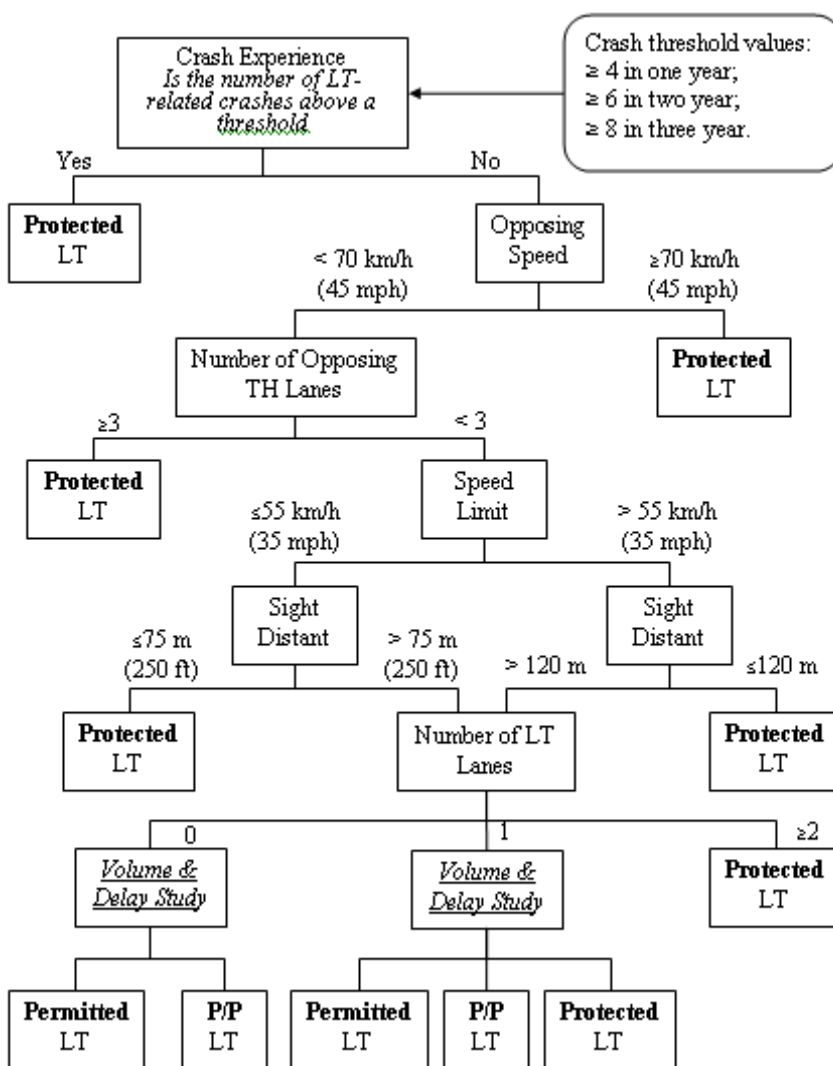 Crash Experience
Is the number of LT-
related crashes above a
threshold
Crash threshold values:
≥ 4 in one year;
≥ 6 in two year;
≥ 8 in three year.
Yes
No
Protected
LT
Opposing
Speed
< 70 km/h
(45 mph)
≥70 km/h
(45 mph)
Number of Opposing
TH Lanes
Protected
LT
≥3
< 3
Protected
LT
Speed
Limit
≤55 km/h
(35 mph)
> 55 km/h
(35 mph)
Sight
Distant
Sight
Distant
≤75 m
(250 ft)
> 75 m
(250 ft)
> 120 m
≤120 m
Protected
LT
Number of LT
Lanes
Protected
LT
0
1
≥2
Volume &
Delay Study
Volume &
Delay Study
Protected
LT
Permitted
LT
P/P
LT
Permitted
LT
P/P
LT
Protected
LT